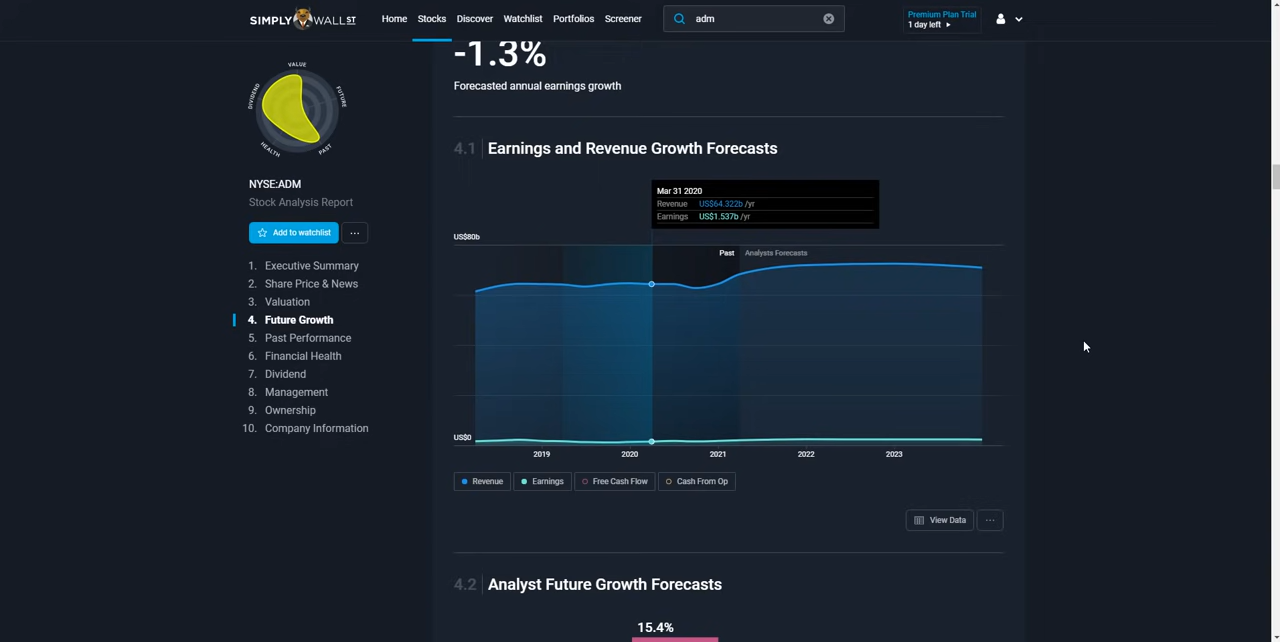 SIMPLY WALL ST
Home Stocks Discover Watchlist Portfolios Screener
adm
Premium Plan Trial
1 day left ▸
VALUE
FUTURE
PAST
HEALTH
DIVIDEND
NYSE:ADM
Stock Analysis Report
Add to watchlist
...
1. Executive Summary
2. Share Price & News
3. Valuation
4. Future Growth
5. Past Performance
6. Financial Health
7. Dividend
8. Management
9. Ownership
10. Company Information
-1.3%
Forecasted annual earnings growth
4.1 Earnings and Revenue Growth Forecasts
Mar 31 2020
Revenue US$64.322b /yr
Earnings US$1.537b /yr
US$80b
Past Analysts Forecasts
US$0
2019 2020 2021 2022 2023
Revenue Earnings Free Cash Flow Cash From Op
View Data ...
4.2 Analyst Future Growth Forecasts
15.4%